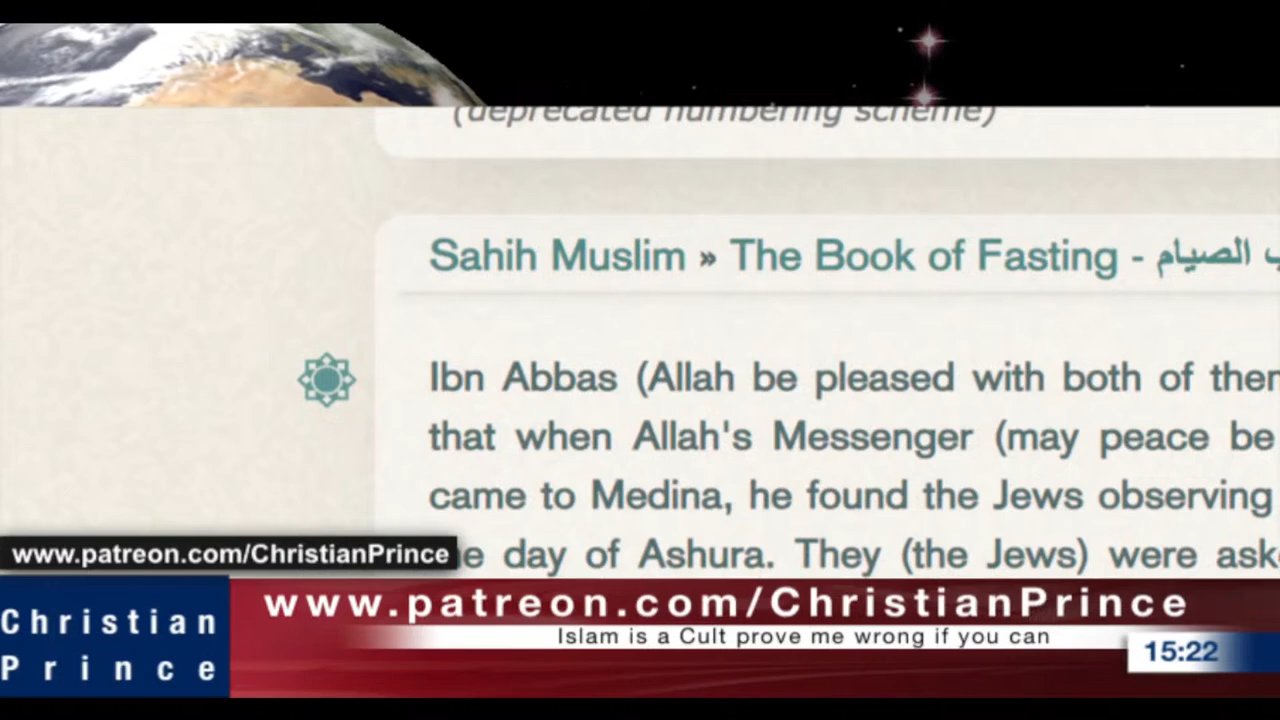 (deprecated numbering scheme)
Sahih Muslim » The Book of Fasting - ب الصيام
Ibn Abbas (Allah be pleased with both of them
that when Allah's Messenger (may peace be
came to Medina, he found the Jews observing
e day of Ashura. They (the Jews) were aske
www.patreon.com/ChristianPrince
www.patreon.com/ChristianPrince
Islam is a Cult prove me wrong if you can
Christian
Prince
15:22